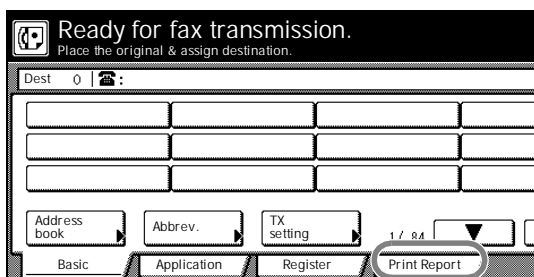 Ready for fax transmission.
Place the original & assign destination.
Dest 0 ☎:
Address book
Abbrev.
TX setting
1 / 84
Basic
Application
Register
Print Report